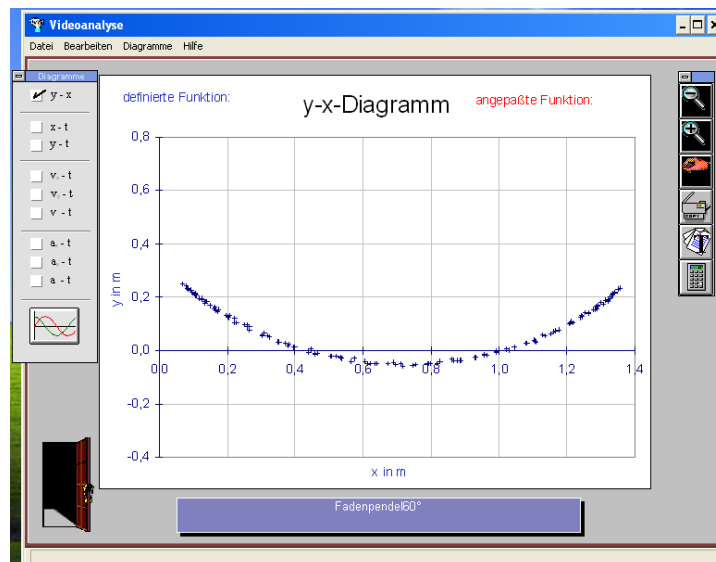 Videoanalyse
Datei Bearbeiten Diagramme Hilfe
Diagramme
y - x
x - t
y - t
v - t
v - t
v - t
a - t
a - t
a - t
definierte Funktion:
y-x-Diagramm
angepaßte Funktion:
0,8
0,6
0,4
0,2
0,0
-0,2
-0,4
y in m
0,0 0,2 0,4 0,6 0,8 1,0 1,2 1,4
x in m
COPY
Fadenpendel60°